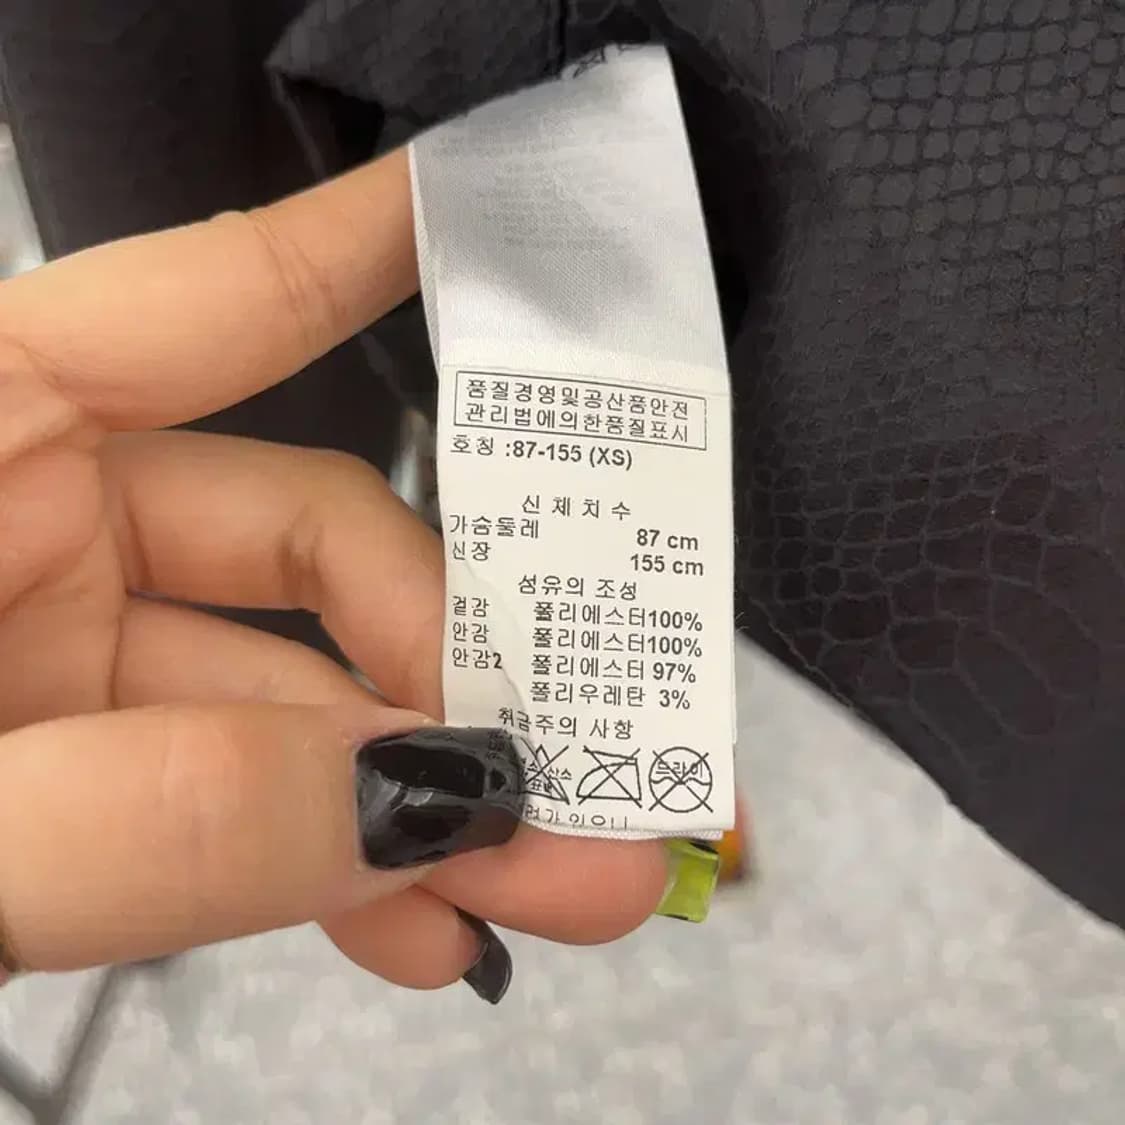 품질경영및공산품안전
관리법에의한품질표시
호칭 :87-155 (XS)
신 체 치 수
가슴둘레 87 cm
신장 155 cm
섬유의 조성
겉감 폴리에스터100%
안감 폴리에스터100%
안감2 폴리에스터 97%
폴리우레탄 3%
취급주의 사항
드라이